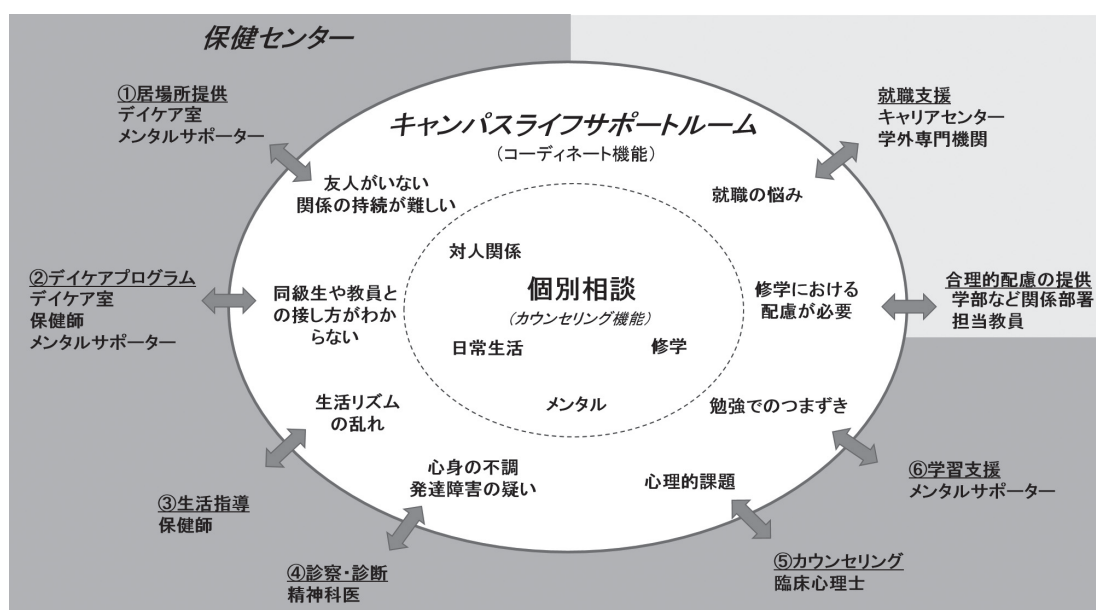 保健センター
①居場所提供
デイケア室
メンタルサポーター
キャンパスライフサポートルーム
(コーディネート機能)
就職支援
キャリアセンター
学外専門機関
友人がいない
関係の持続が難しい
就職の悩み
②デイケアプログラム
デイケア室
保健師
メンタルサポーター
同級生や教員と
の接し方がわか
らない
対人関係
個別相談
(カウンセリング機能)
日常生活
修学
メンタル
修学における
配慮が必要
合理的配慮の提供
学部など関係部署
担当教員
生活リズム
の乱れ
勉強でのつまずき
心身の不調
発達障害の疑い
心理的課題
③生活指導
保健師
④診察・診断
精神科医
⑤カウンセリング
臨床心理士
⑥学習支援
メンタルサポーター